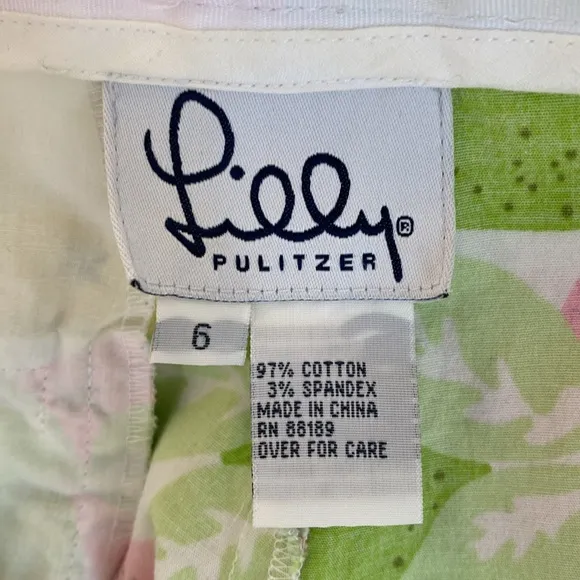 Lilly®
PULITZER
6
97% COTTON
3% SPANDEX
MADE IN CHINA
RN 88189
OVER FOR CARE